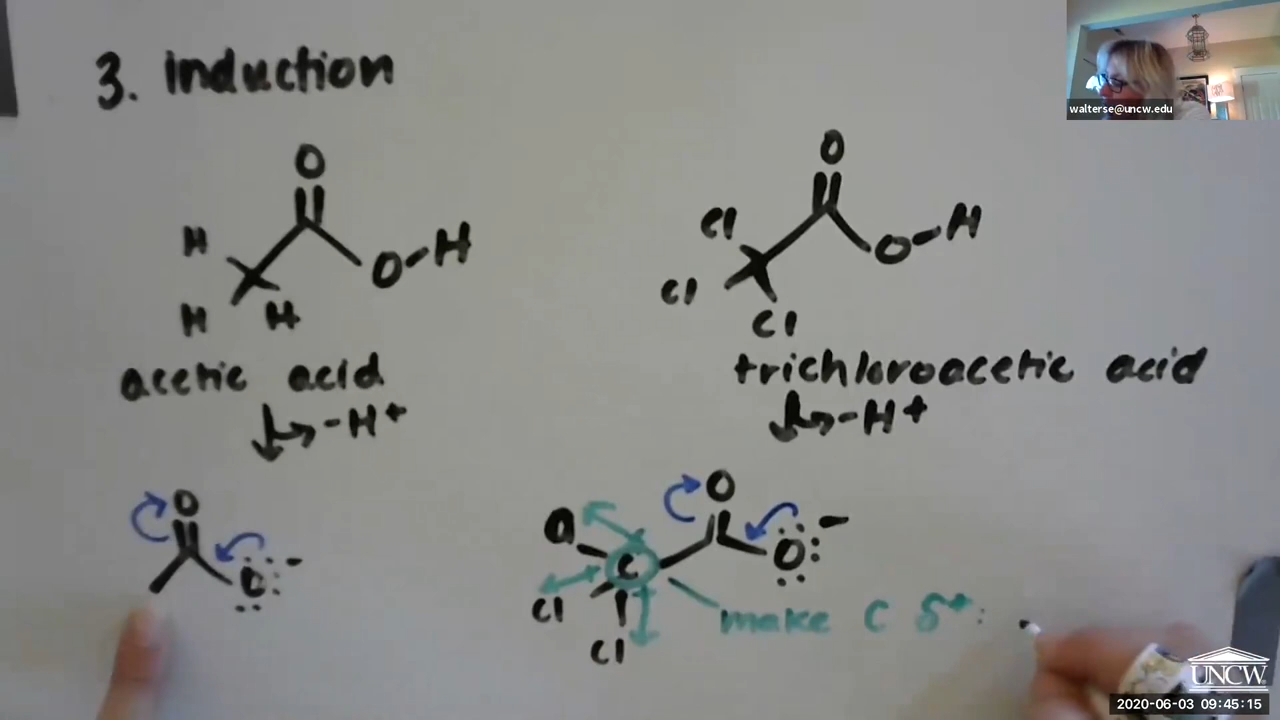 walterse@uncw.edu
3. induction
O
H
O-H
H
H
acetic acid
-H+
O
Cl
O-H
Cl
Cl
trichloroacetic acid
-H+
O
O
-
O
Cl
C
O
-
Cl
Cl
make C δ+:
UNCW
2020-06-03 09:45:15